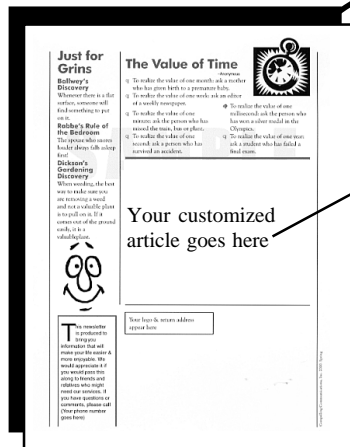 Just for
Grins
Ballwey's
Discovery
Whenever there is a flat
surface, someone will
find something to put
on it.
Rabbe's Rule of
the Bedroom
The spouse who snores
louder always falls asleep
first!
Dickson's
Gardening
Discovery
When weeding, the best
way to make sure you
are removing a weed
and not a valuable plant
is to pull on it. If it
comes out of the ground
easily, it is a
valuable plant.
The Value of Time
-Anonymous
To realize the value of one month: ask a mother
who has given birth to a premature baby.
To realize the value of one week: ask an editor
of a weekly newspaper.
To realize the value of one
minute: ask the person who has
missed the train, bus or plane.
To realize the value of one
second: ask a person who has
survived an accident.
To realize the value of one
millisecond: ask the person who
has won a silver medal in the
Olympics.
To realize the value of one year:
ask a student who has failed a
final exam.
Your customized
article goes here
This newsletter
is produced to
bring you
information that will
make your life easier &
more enjoyable. We
would appreciate it if
you would pass this
along to friends and
relatives who might
need our services. If
you have questions or
comments, please call
(Your phone number
goes here)
Your logo & return address
appear here